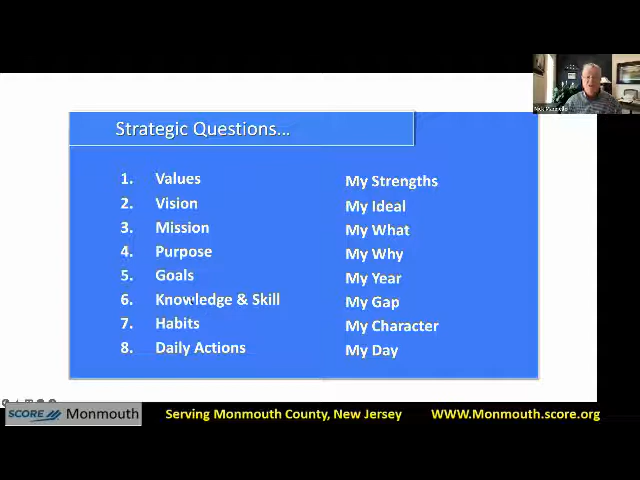 Strategic Questions...
1. Values My Strengths
2. Vision My Ideal
3. Mission My What
4. Purpose My Why
5. Goals My Year
6. Knowledge & Skill My Gap
7. Habits My Character
8. Daily Actions My Day
SCORE Monmouth Serving Monmouth County, New Jersey WWW.Monmouth.score.org